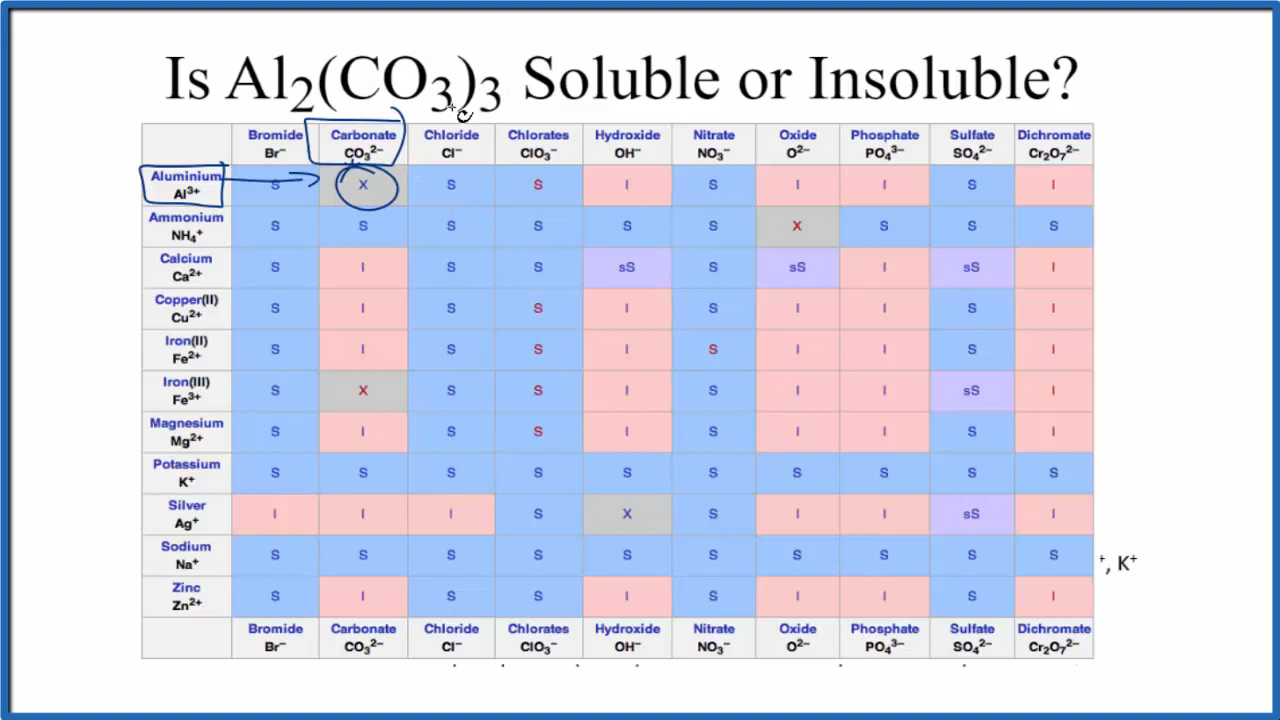 Is Al₂(CO₃)₃ Soluble or Insoluble?
Bromide Carbonate Chloride Chlorates Hydroxide Nitrate Oxide Phosphate Sulfate Dichromate
Br⁻ CO₃²⁻ Cl⁻ ClO₃⁻ OH⁻ NO₃⁻ O²⁻ PO₄³⁻ SO₄²⁻ Cr₂O₇²⁻
Aluminium
Al³⁺ S X S S I S I I S I
Ammonium
NH₄⁺ S S S S S S X S S S
Calcium
Ca²⁺ S I S S sS S sS I sS I
Copper(II)
Cu²⁺ S I S S I S I I S I
Iron(II)
Fe²⁺ S I S S I S I I S I
Iron(III)
Fe³⁺ S X S S I S I I sS I
Magnesium
Mg²⁺ S I S S I S I I S I
Potassium
K⁺ S S S S S S S S S S
Silver
Ag⁺ I I I S X S I I sS I
Sodium
Na⁺ S S S S S S S S S S
⁺, K⁺
Zinc
Zn²⁺ S I S S I S I I S I
Bromide Carbonate Chloride Chlorates Hydroxide Nitrate Oxide Phosphate Sulfate Dichromate
Br⁻ CO₃²⁻ Cl⁻ ClO₃⁻ OH⁻ NO₃⁻ O²⁻ PO₄³⁻ SO₄²⁻ Cr₂O₇²⁻